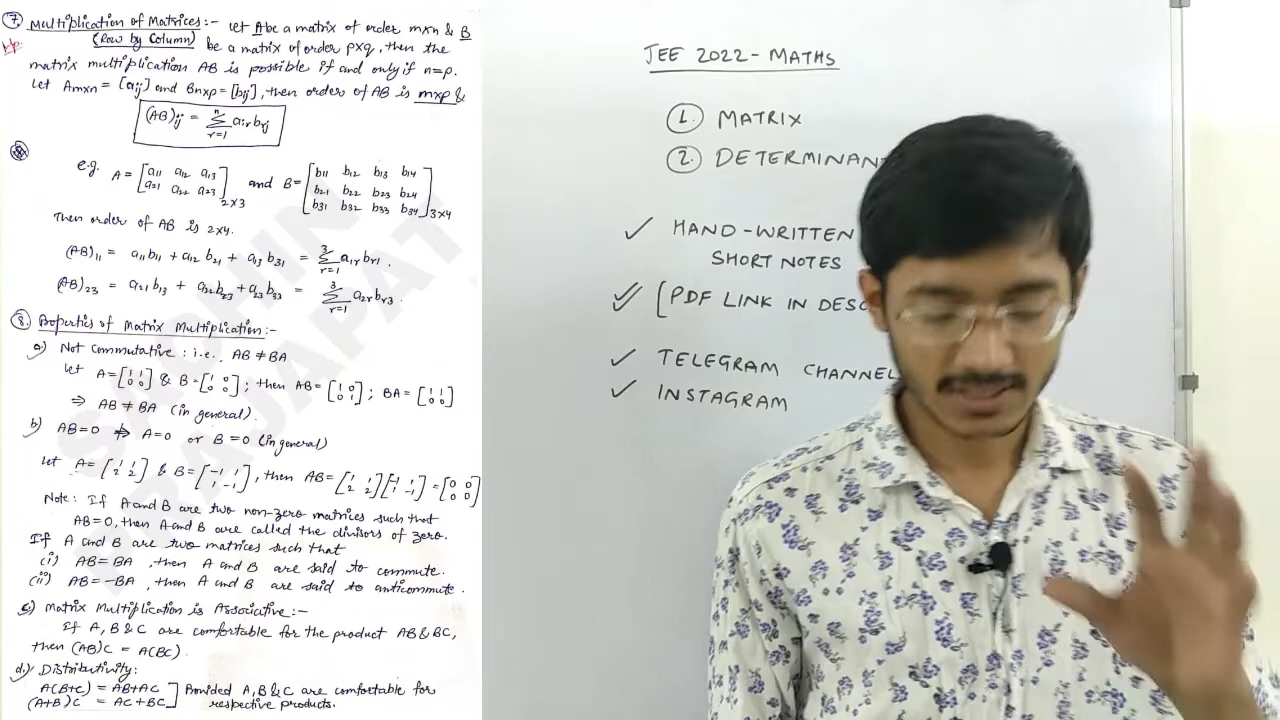 ⑦ Multiplication of Matrices:- Let A be a matrix of order m×n & B
(Row by Column) be a matrix of order p×q, then the
matrix multiplication AB is possible if and only if n=p.
Let Am×n = [aij] and Bn×p = [bij], then order of AB is m×p &
(AB)ij = n∑r=1 air brj
e.g. A = [a11 a12 a13
a21 a22 a23]2×3 and B = [b11 b12 b13 b14
b21 b22 b23 b24
b31 b32 b33 b34]3×4
Then order of AB is 2×4.
(AB)11 = a11 b11 + a12 b21 + a13 b31 = 3∑r=1 a1r br1.
(AB)23 = a21 b13 + a22 b23 + a23 b33 = 3∑r=1 a2r br3.
⑧ Properties of Matrix Multiplication:-
a) Not Commutative : i.e., AB ≠ BA
let A = [1 1
0 0] & B = [1 0
0 0]; then AB = [1 0
0 1]; BA = [1 1
0 0]
⇒ AB ≠ BA (in general).
b) AB=0 ⇏ A=0 or B=0 (in general)
let A = [1 1
2 2] & B = [-1 1
1 -1], then AB = [1 1
2 2][-1 1
1 -1] = [0 0
0 0]
Note: If A and B are two non-zero matrices such that
AB=0, then A and B are called the divisors of zero.
If A and B are two matrices such that
(i) AB = BA, then A and B are said to commute.
(ii) AB = -BA, then A and B are said to anticommute.
c) Matrix Multiplication is Associative:-
If A, B & C are comfortable for the product AB & BC,
then (AB)C = A(BC).
d) Distributivity:
A(B+C) = AB+AC
(A+B)C = AC+BC] Provided A, B & C are comfortable for
respective products.
SACHIN
PRAJAPATI
JEE 2022 - MATHS
① MATRIX
② DETERMINAN
✓ HAND-WRITTEN
SHORT NOTES
✓ [PDF LINK IN DESC
✓ TELEGRAM CHANNEL
✓ INSTAGRAM